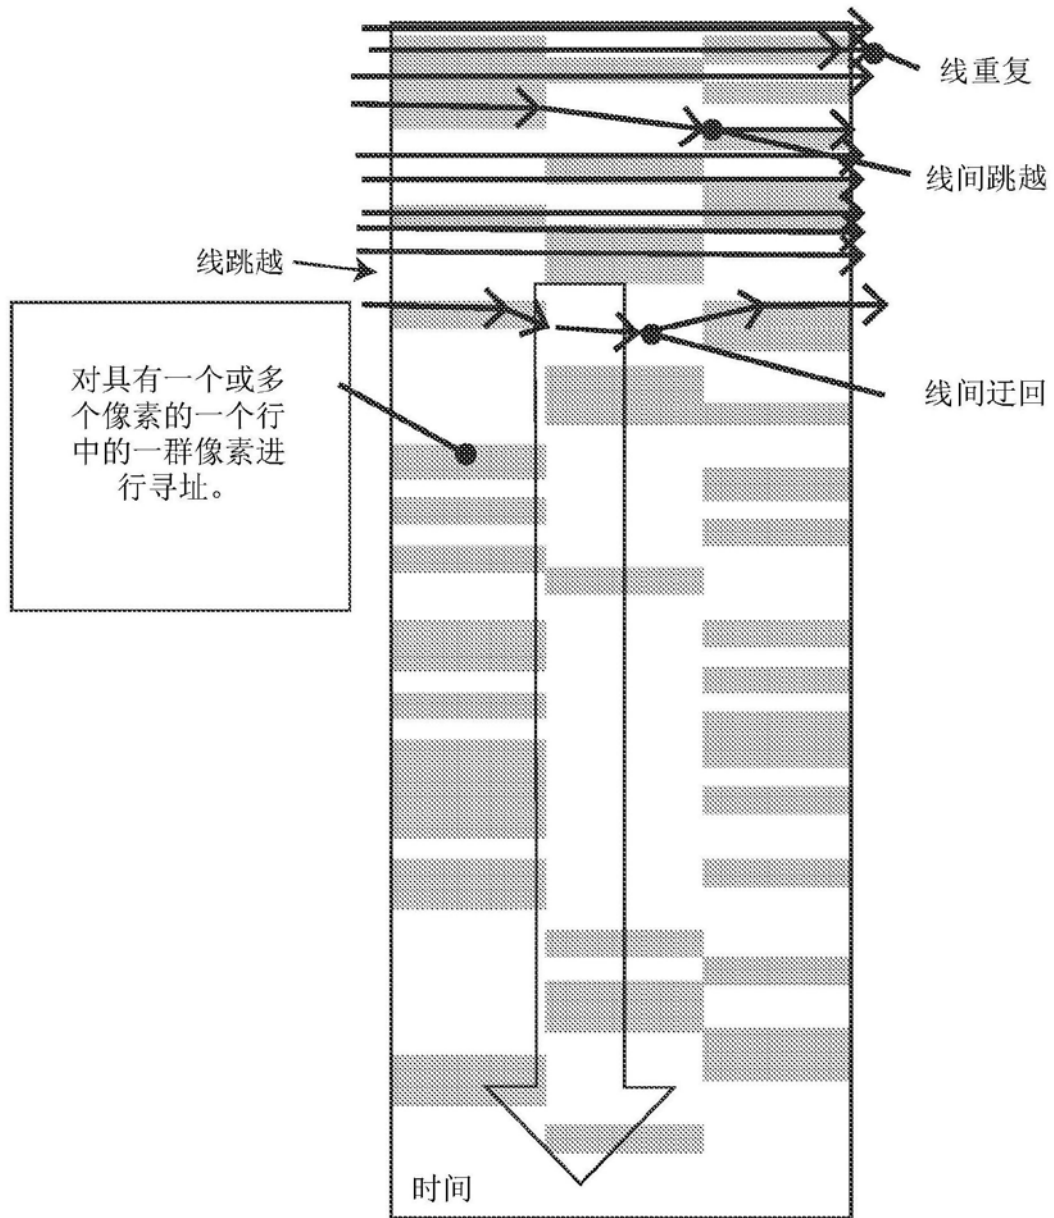 线重复
线间跳越
线跳越
对具有一个或多
个像素的一个行
中的一群像素进
行寻址。
线间迂回
时间